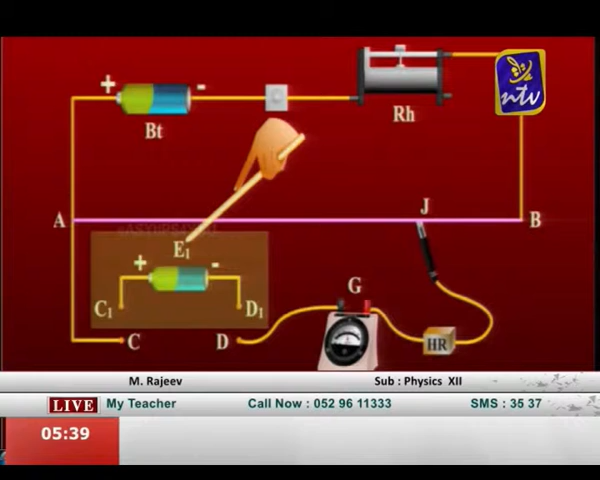 + -
ntv
Bt
Rh
A
J
B
E1
+ -
C1
D1
G
C
D
HR
M. Rajeev
Sub : Physics XII
LIVE
My Teacher
Call Now : 052 96 11333
SMS : 35 37
05:39